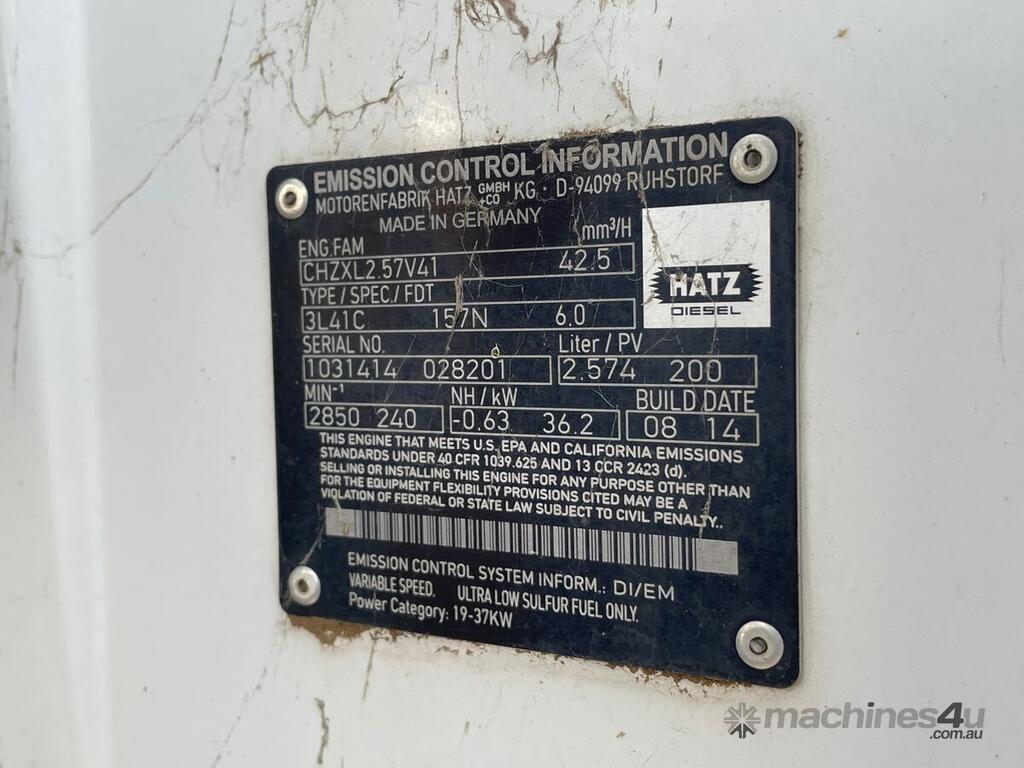 EMISSION CONTROL INFORMATION
MOTORENFABRIK HATZ GMBH +CO KG · D-94099 RUHSTORF
MADE IN GERMANY
ENG.FAM mm³/H
CHZXL2.57V41 42.5
TYPE / SPEC./ FDT
3L41C 157N 6.0
HATZ
DIESEL
SERIAL NO. Liter / PV
1031414 028201 2.574 200
MIN-¹ NH / kW BUILD DATE
2850 240 -0.63 36.2 08 14
THIS ENGINE THAT MEETS U.S. EPA AND CALIFORNIA EMISSIONS
STANDARDS UNDER 40 CFR 1039.625 AND 13 CCR 2423 (d).
SELLING OR INSTALLING THIS ENGINE FOR ANY PURPOSE OTHER THAN
FOR THE EQUIPMENT FLEXIBILITY PROVISIONS CITED MAY BE A
VIOLATION OF FEDERAL OR STATE LAW SUBJECT TO CIVIL PENALTY..
EMISSION CONTROL SYSTEM INFORM.: DI/EM
VARIABLE SPEED. ULTRA LOW SULFUR FUEL ONLY.
Power Category: 19-37KW
machines4u
.com.au